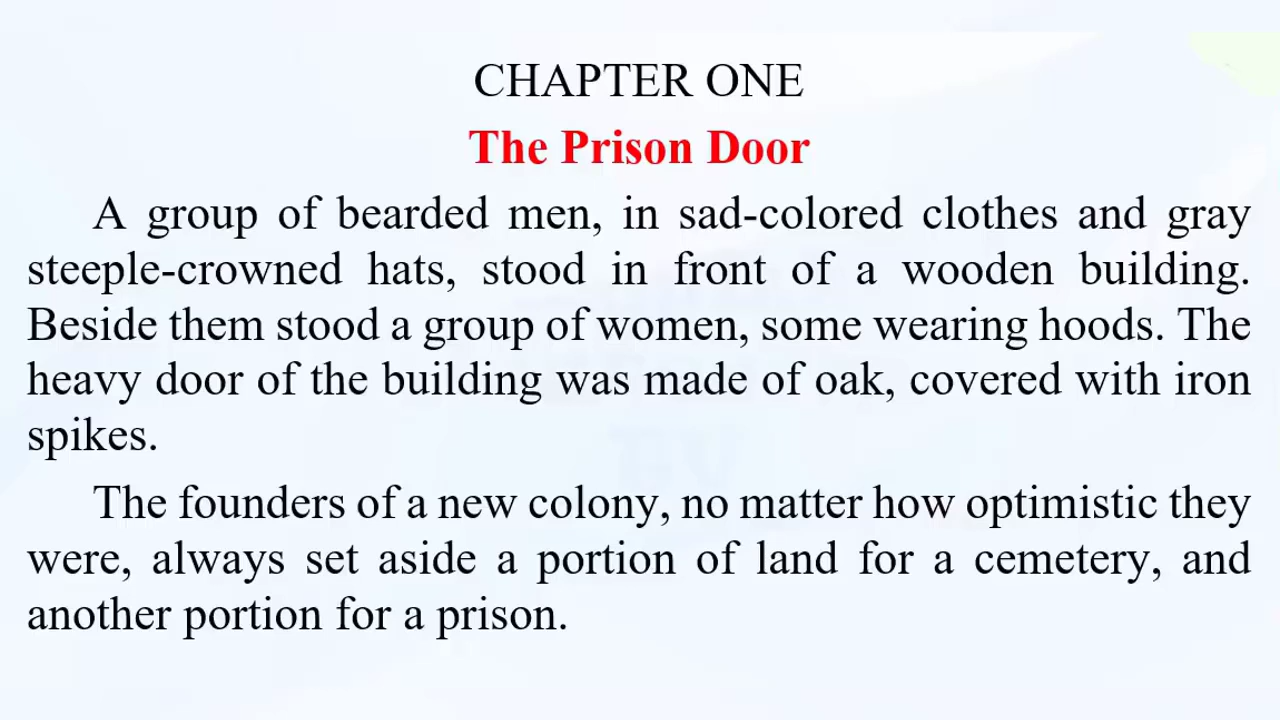 CHAPTER ONE
The Prison Door
A group of bearded men, in sad-colored clothes and gray
steeple-crowned hats, stood in front of a wooden building.
Beside them stood a group of women, some wearing hoods. The
heavy door of the building was made of oak, covered with iron
spikes.
The founders of a new colony, no matter how optimistic they
were, always set aside a portion of land for a cemetery, and
another portion for a prison.